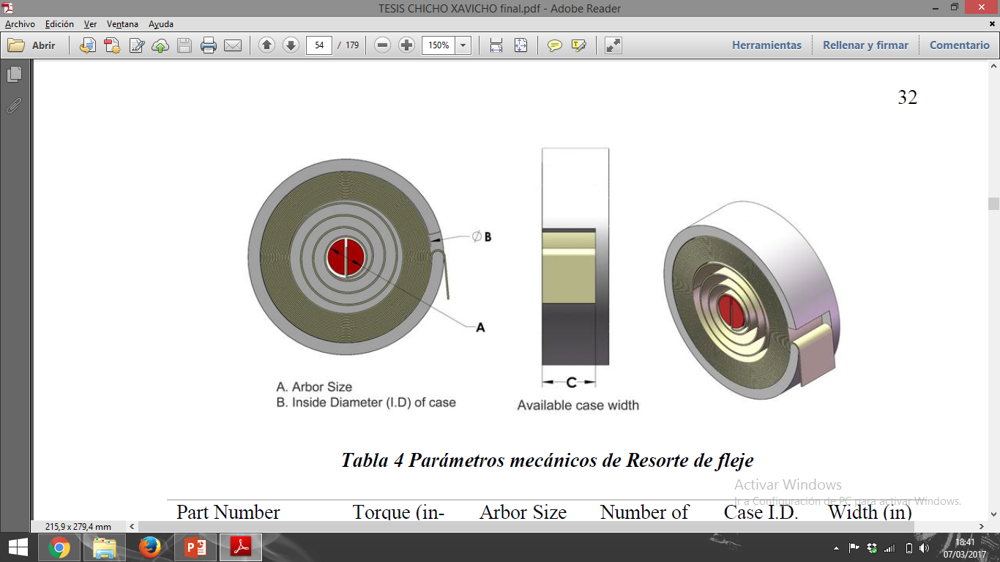 TESIS CHICHO XAVICHO final.pdf - Adobe Reader
Archivo Edición Ver Ventana Ayuda
Abrir 54 / 179 150% Herramientas Rellenar y firmar Comentario
32
Ø B
A
A. Arbor Size
B. Inside Diameter (I.D) of case
C
Available case width
Tabla 4 Parámetros mecánicos de Resorte de fleje
Activar Windows
Ir a Configuración de PC para activar Windows.
Part Number Torque (in- Arbor Size Number of Case I.D. Width (in)
215,9 x 279,4 mm
18:41
07/03/2017